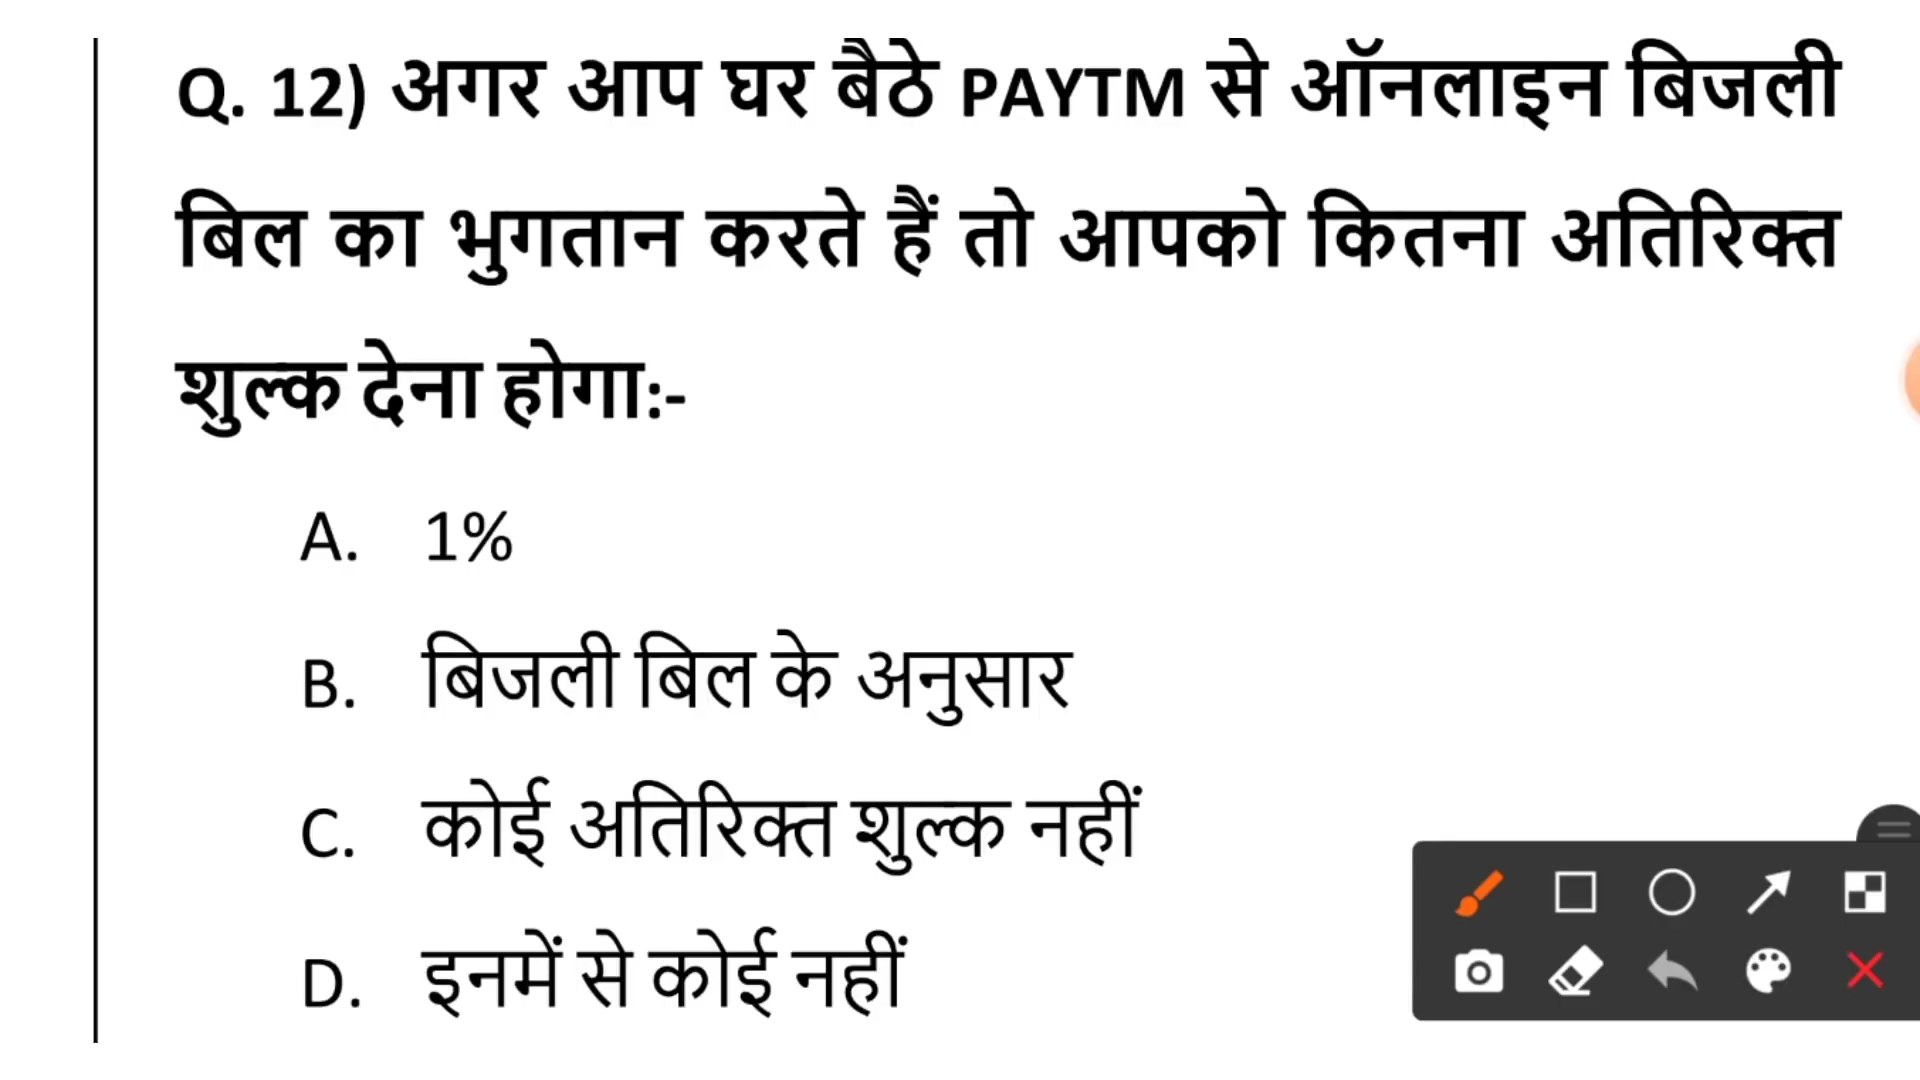 Q. 12) अगर आप घर बैठे PAYTM से ऑनलाइन बिजली
बिल का भुगतान करते हैं तो आपको कितना अतिरिक्त
शुल्क देना होगा:-
A. 1%
B. बिजली बिल के अनुसार
C. कोई अतिरिक्त शुल्क नहीं
D. इनमें से कोई नहीं